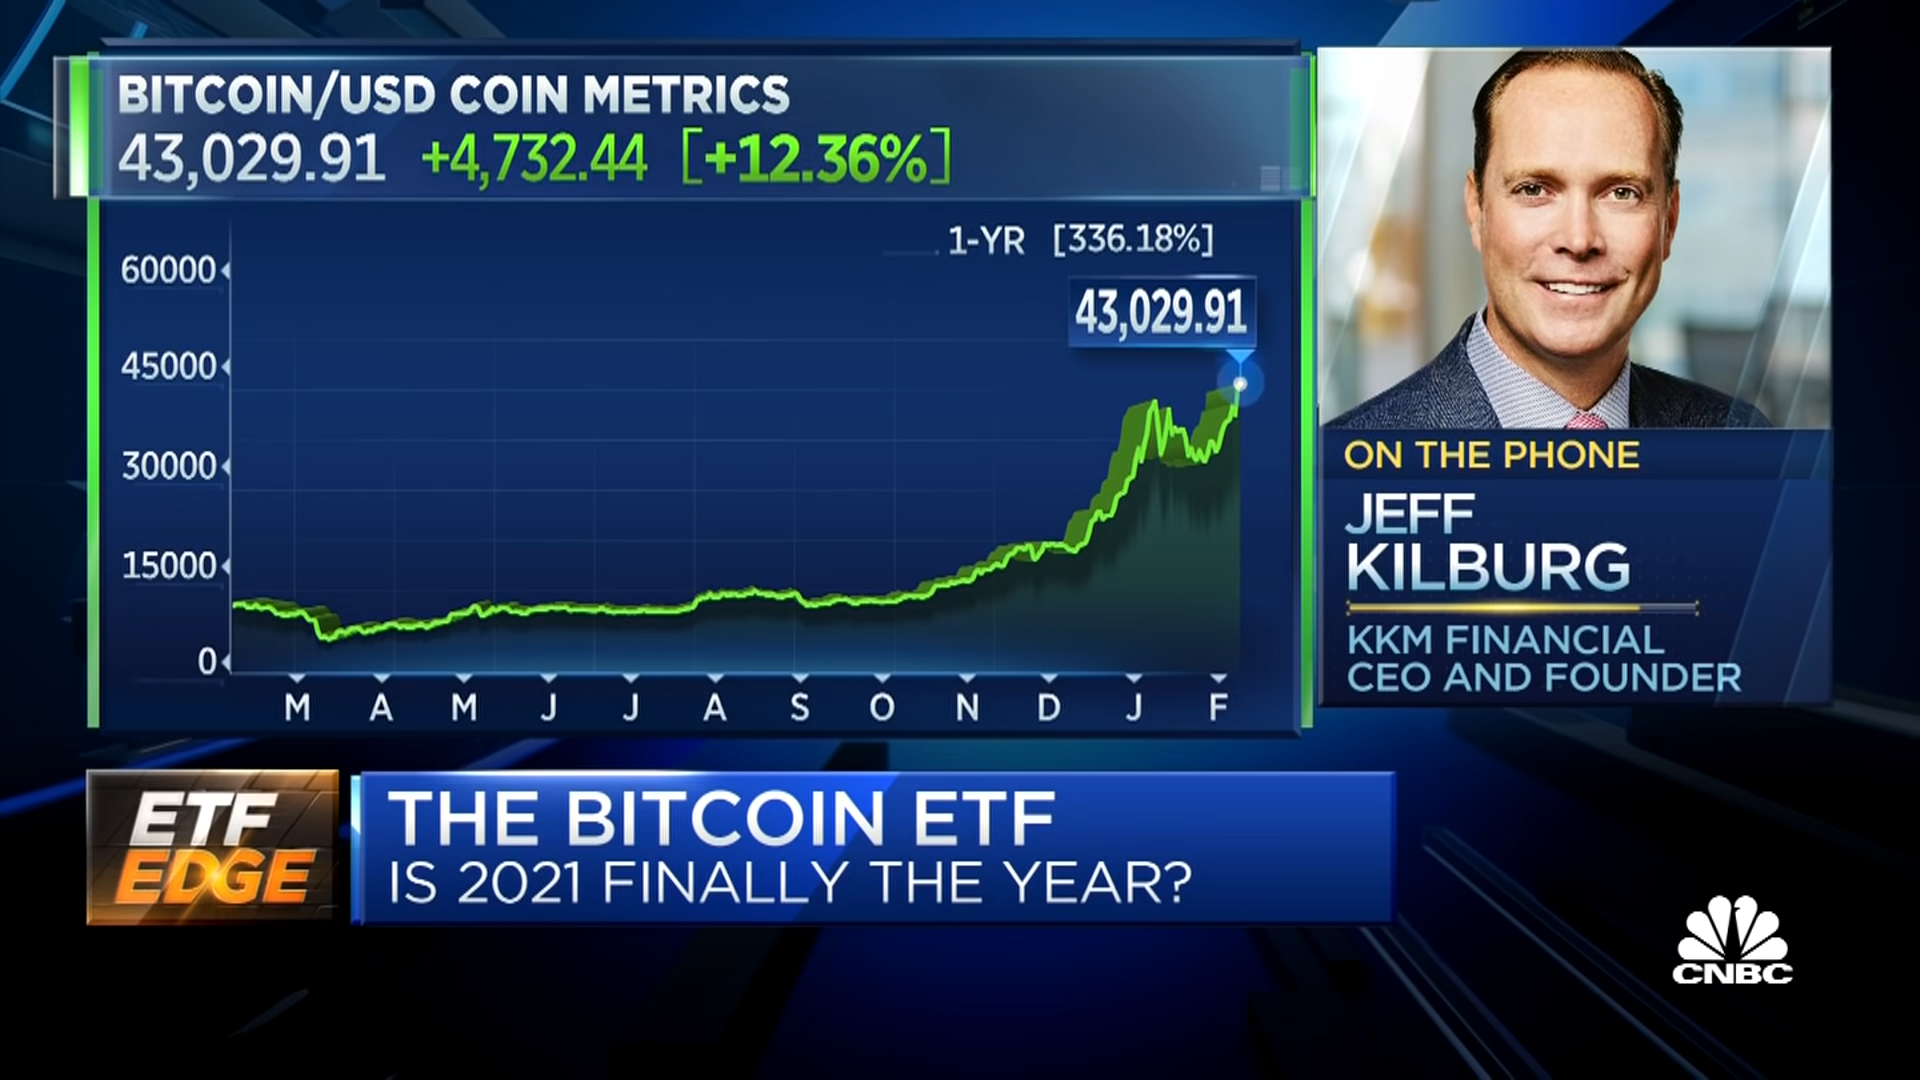 BITCOIN/USD COIN METRICS
43,029.91 +4,732.44 [+12.36%]
1-YR [336.18%]
43,029.91
60000
45000
30000
15000
0
M A M J J A S O N D J F
ON THE PHONE
JEFF
KILBURG
KKM FINANCIAL
CEO AND FOUNDER
ETF
EDGE
THE BITCOIN ETF
IS 2021 FINALLY THE YEAR?
CNBC